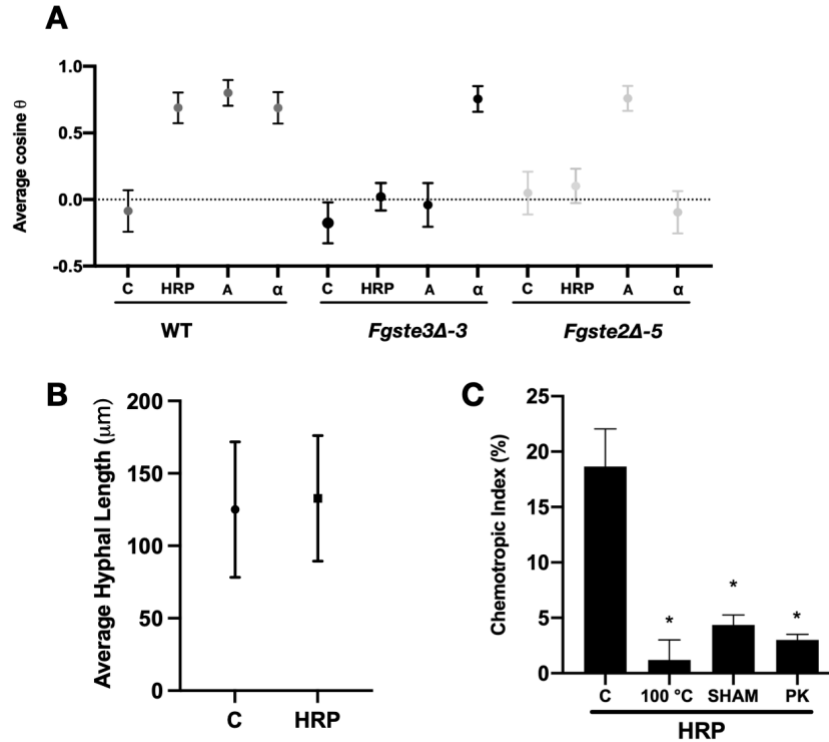 A
Average cosine θ
1.0
0.5
0.0
-0.5
C HRP A α C HRP A α C HRP A α
WT Fgste3Δ-3 Fgste2Δ-5
B
Average Hyphal Length (μm)
200
150
100
50
0
C HRP
C
Chemotropic Index (%)
25
20
15
10
5
0
* * *
C 100 °C SHAM PK
HRP